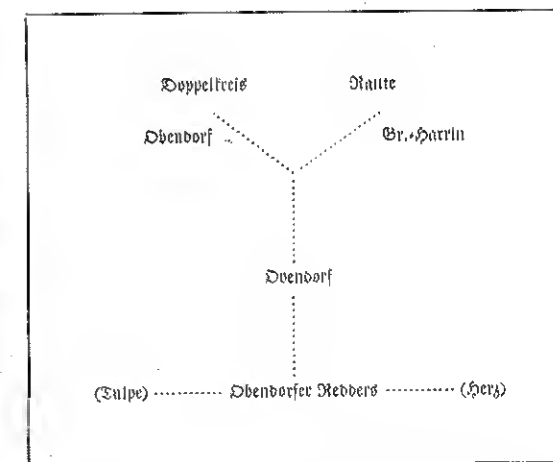 Doppelkreis Raute
Obendorf Gr.-Harrin
Ovendorf
(Tulpe) Obendorfer Redders (Herz)